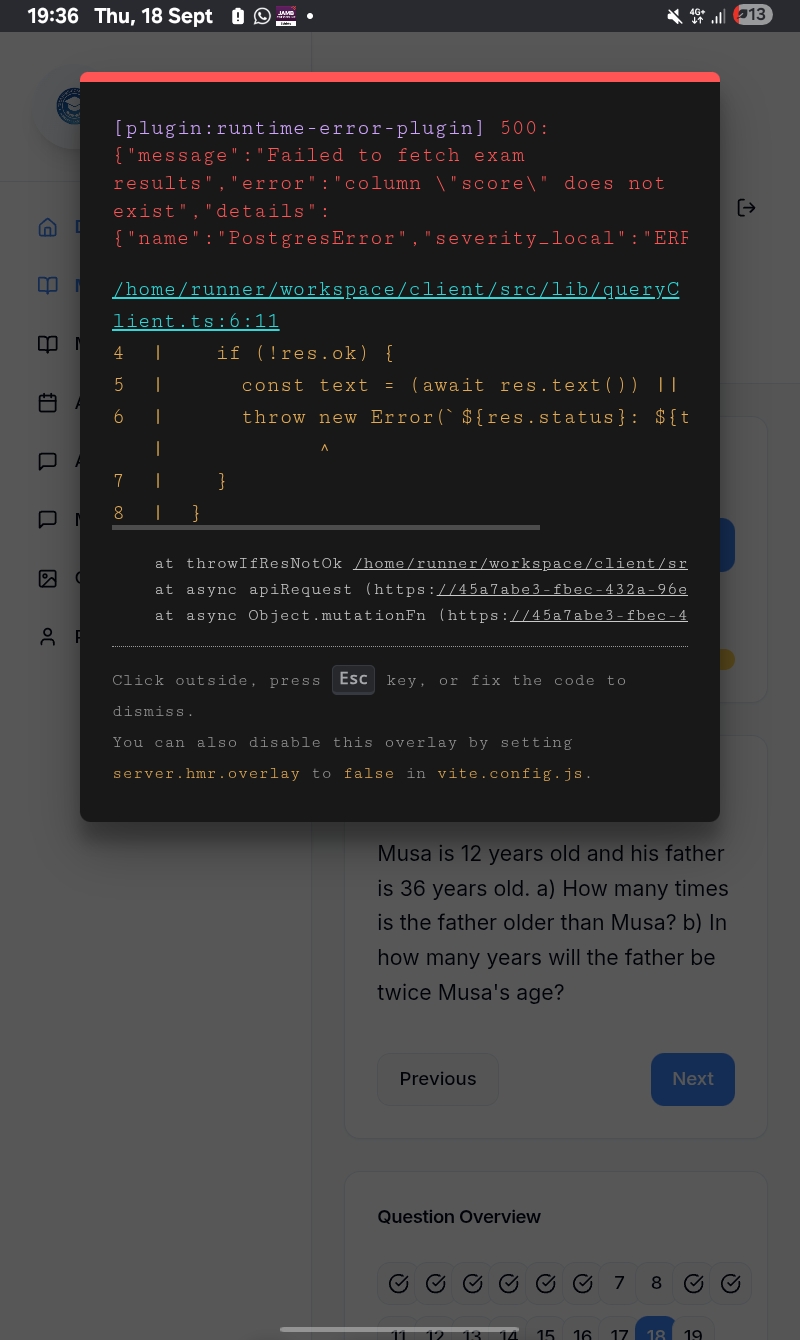 19:36 Thu, 18 Sept
4G+
13
[plugin:runtime-error-plugin] 500:
{"message":"Failed to fetch exam
results","error":"column \"score\" does not
exist","details":
{"name":"PostgresError","severity_local":"ERR
/home/runner/workspace/client/src/lib/queryC
lient.ts:6:11
4 | if (!res.ok) {
5 | const text = (await res.text()) ||
6 | throw new Error(`${res.status}: ${t
| ^
7 | }
8 | }
at throwIfResNotOk /home/runner/workspace/client/sr
at async apiRequest (https://45a7abe3-fbec-432a-96e
at async Object.mutationFn (https://45a7abe3-fbec-4
Click outside, press Esc key, or fix the code to
dismiss.
You can also disable this overlay by setting
server.hmr.overlay to false in vite.config.js.
Musa is 12 years old and his father
is 36 years old. a) How many times
is the father older than Musa? b) In
how many years will the father be
twice Musa's age?
Previous
Next
Question Overview
7 8
11 12 13 14 15 16 17 18 19